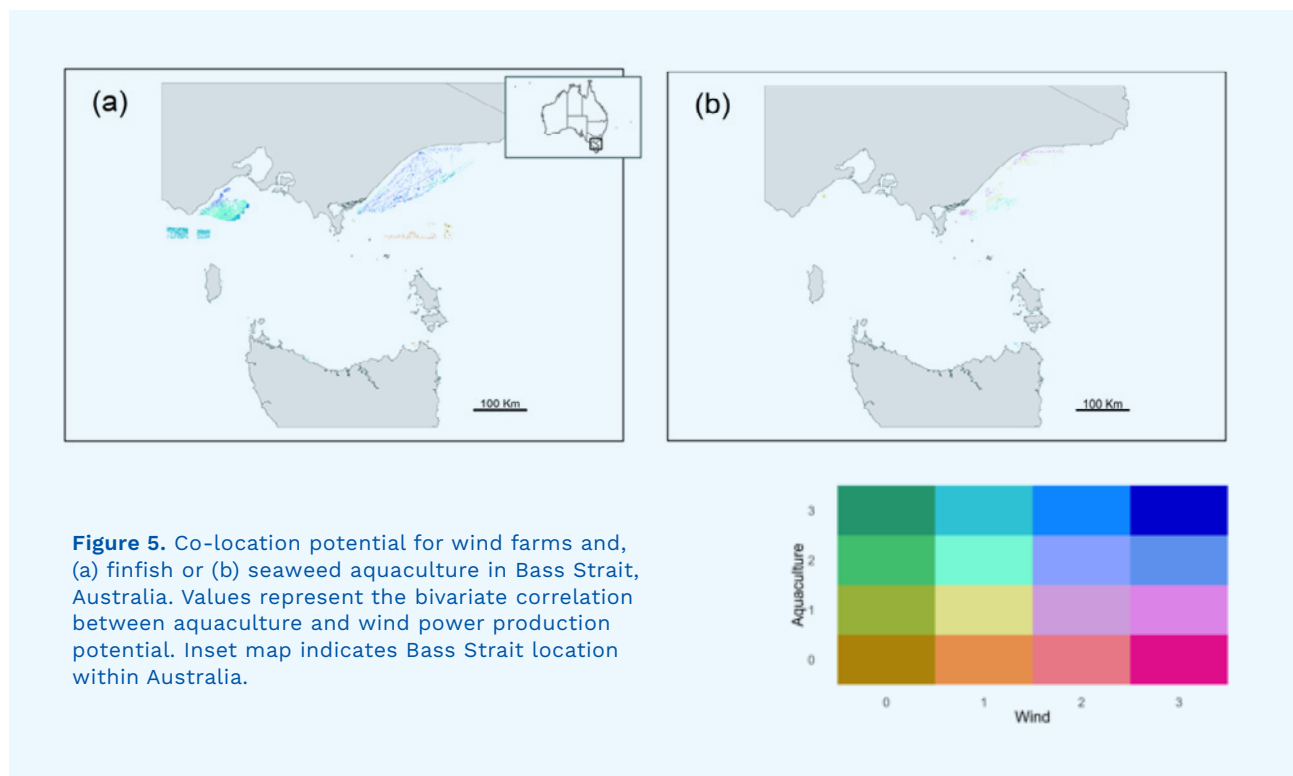 (a)
(b)
100 Km
100 Km
Figure 5. Co-location potential for wind farms and,
(a) finfish or (b) seaweed aquaculture in Bass Strait,
Australia. Values represent the bivariate correlation
between aquaculture and wind power production
potential. Inset map indicates Bass Strait location
within Australia.
Aquaculture
3
2
1
0
0 1 2 3
Wind